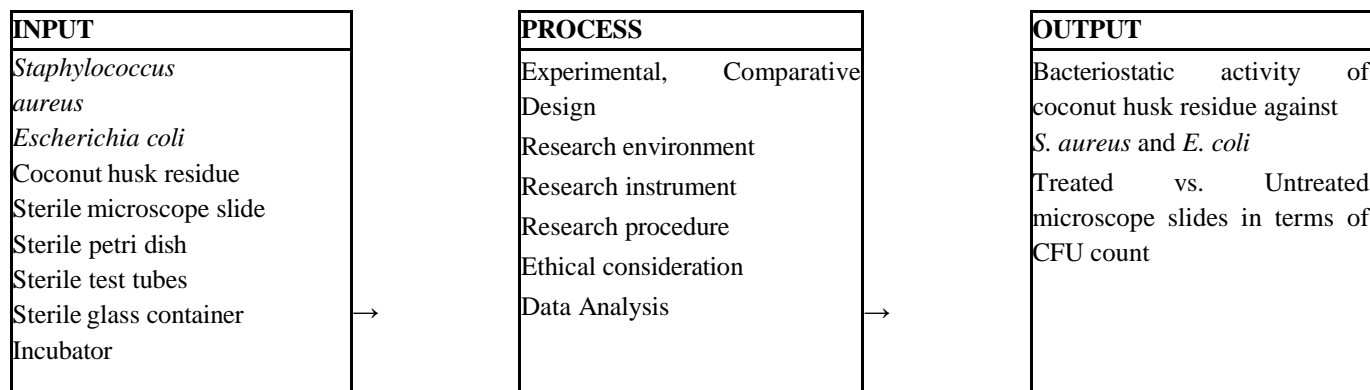 INPUT
Staphylococcus
aureus
Escherichia coli
Coconut husk residue
Sterile microscope slide
Sterile petri dish
Sterile test tubes
Sterile glass container
Incubator
→
PROCESS
Experimental, Comparative
Design
Research environment
Research instrument
Research procedure
Ethical consideration
Data Analysis
→
OUTPUT
Bacteriostatic activity of
coconut husk residue against
S. aureus and E. coli
Treated vs. Untreated
microscope slides in terms of
CFU count